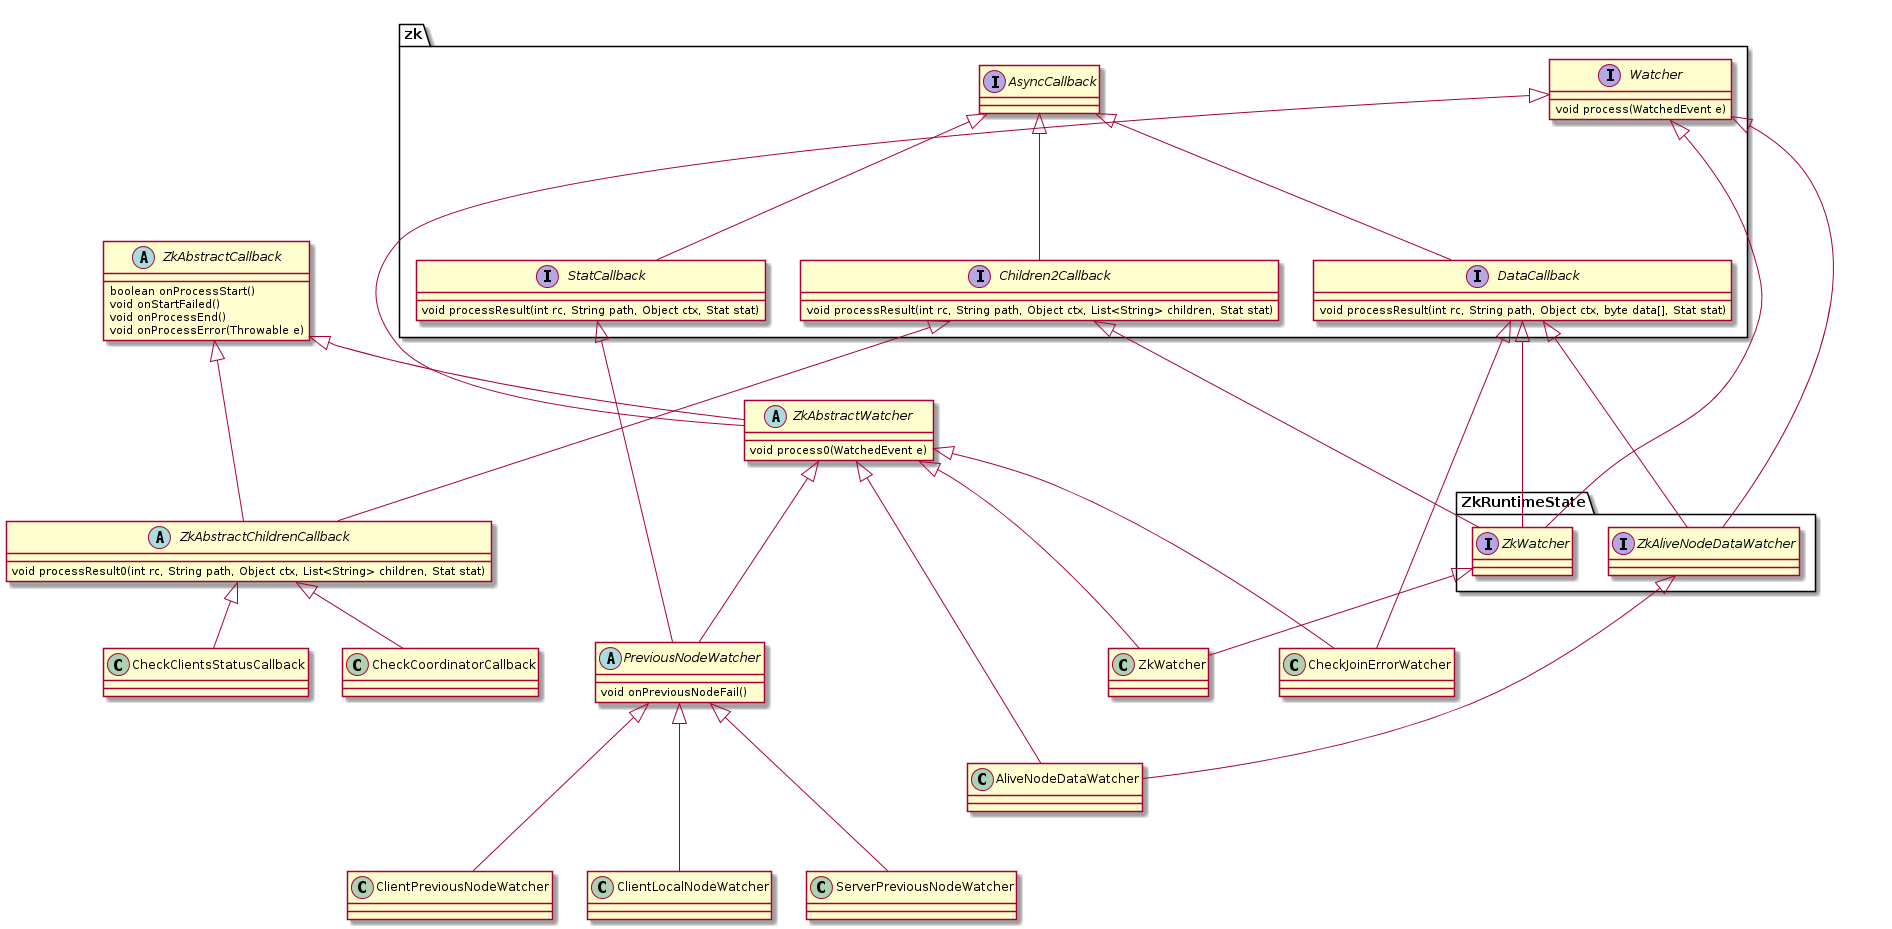 zk
I AsyncCallback
I Watcher
void process(WatchedEvent e)
A ZkAbstractCallback
boolean onProcessStart()
void onStartFailed()
void onProcessEnd()
void onProcessError(Throwable e)
I StatCallback
void processResult(int rc, String path, Object ctx, Stat stat)
I Children2Callback
void processResult(int rc, String path, Object ctx, List<String> children, Stat stat)
I DataCallback
void processResult(int rc, String path, Object ctx, byte data[], Stat stat)
A ZkAbstractWatcher
void process0(WatchedEvent e)
ZkRuntimeState
A ZkAbstractChildrenCallback
void processResult0(int rc, String path, Object ctx, List<String> children, Stat stat)
I ZkWatcher
I ZkAliveNodeDataWatcher
C CheckClientsStatusCallback
C CheckCoordinatorCallback
A PreviousNodeWatcher
void onPreviousNodeFail()
C ZkWatcher
C CheckJoinErrorWatcher
C AliveNodeDataWatcher
C ClientPreviousNodeWatcher
C ClientLocalNodeWatcher
C ServerPreviousNodeWatcher